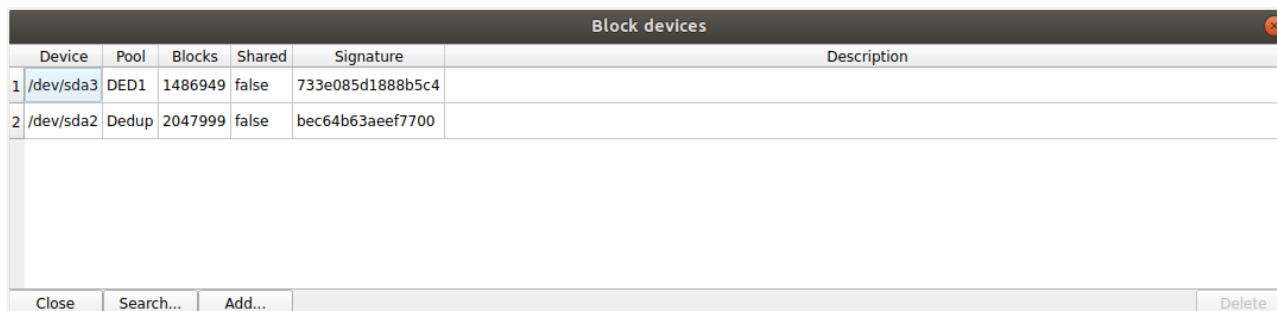 Block devices
Device Pool Blocks Shared Signature Description
1 /dev/sda3 DED1 1486949 false 733e085d1888b5c4
2 /dev/sda2 Dedup 2047999 false bec64b63aeef7700
Close Search... Add... Delete